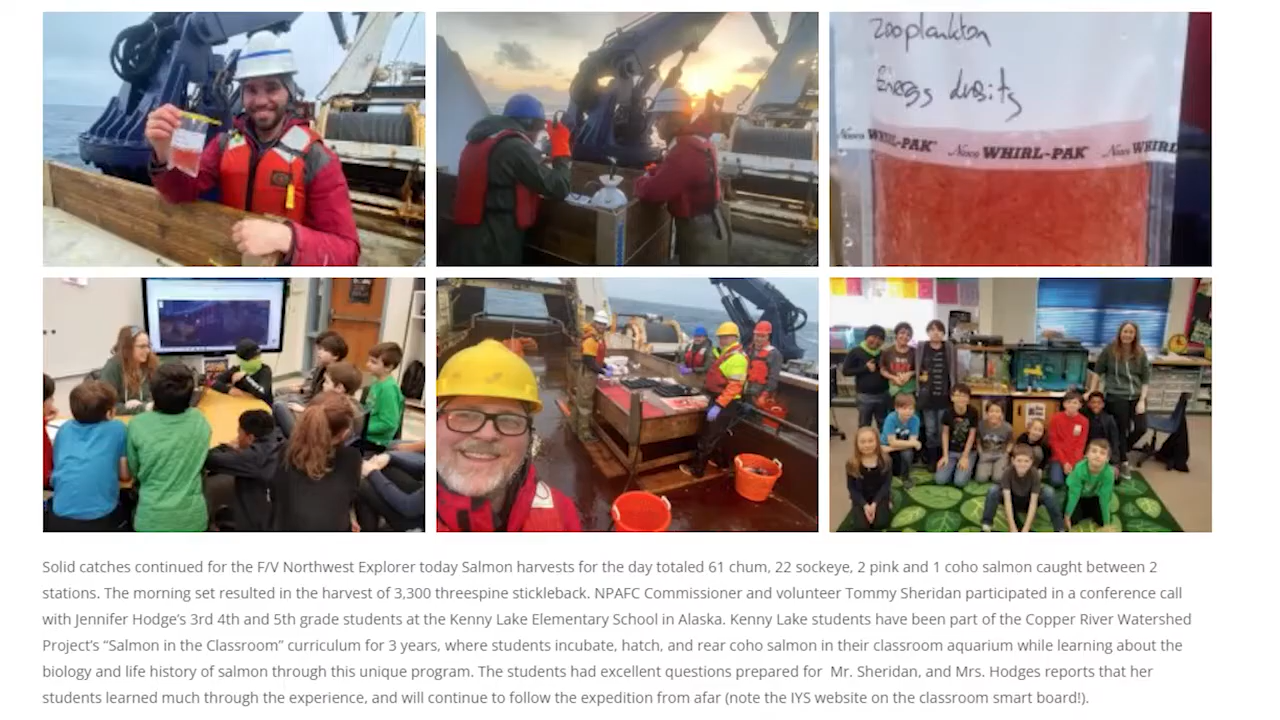 zooplankton
Energy density
Nasco WHIRL-PAK Nasco WHIRL-PAK Nasco WHIRL
Solid catches continued for the F/V Northwest Explorer today Salmon harvests for the day totaled 61 chum, 22 sockeye, 2 pink and 1 coho salmon caught between 2
stations. The morning set resulted in the harvest of 3,300 threespine stickleback. NPAFC Commissioner and volunteer Tommy Sheridan participated in a conference call
with Jennifer Hodge’s 3rd 4th and 5th grade students at the Kenny Lake Elementary School in Alaska. Kenny Lake students have been part of the Copper River Watershed
Project’s “Salmon in the Classroom” curriculum for 3 years, where students incubate, hatch, and rear coho salmon in their classroom aquarium while learning about the
biology and life history of salmon through this unique program. The students had excellent questions prepared for  Mr. Sheridan, and Mrs. Hodges reports that her
students learned much through the experience, and will continue to follow the expedition from afar (note the IYS website on the classroom smart board!).